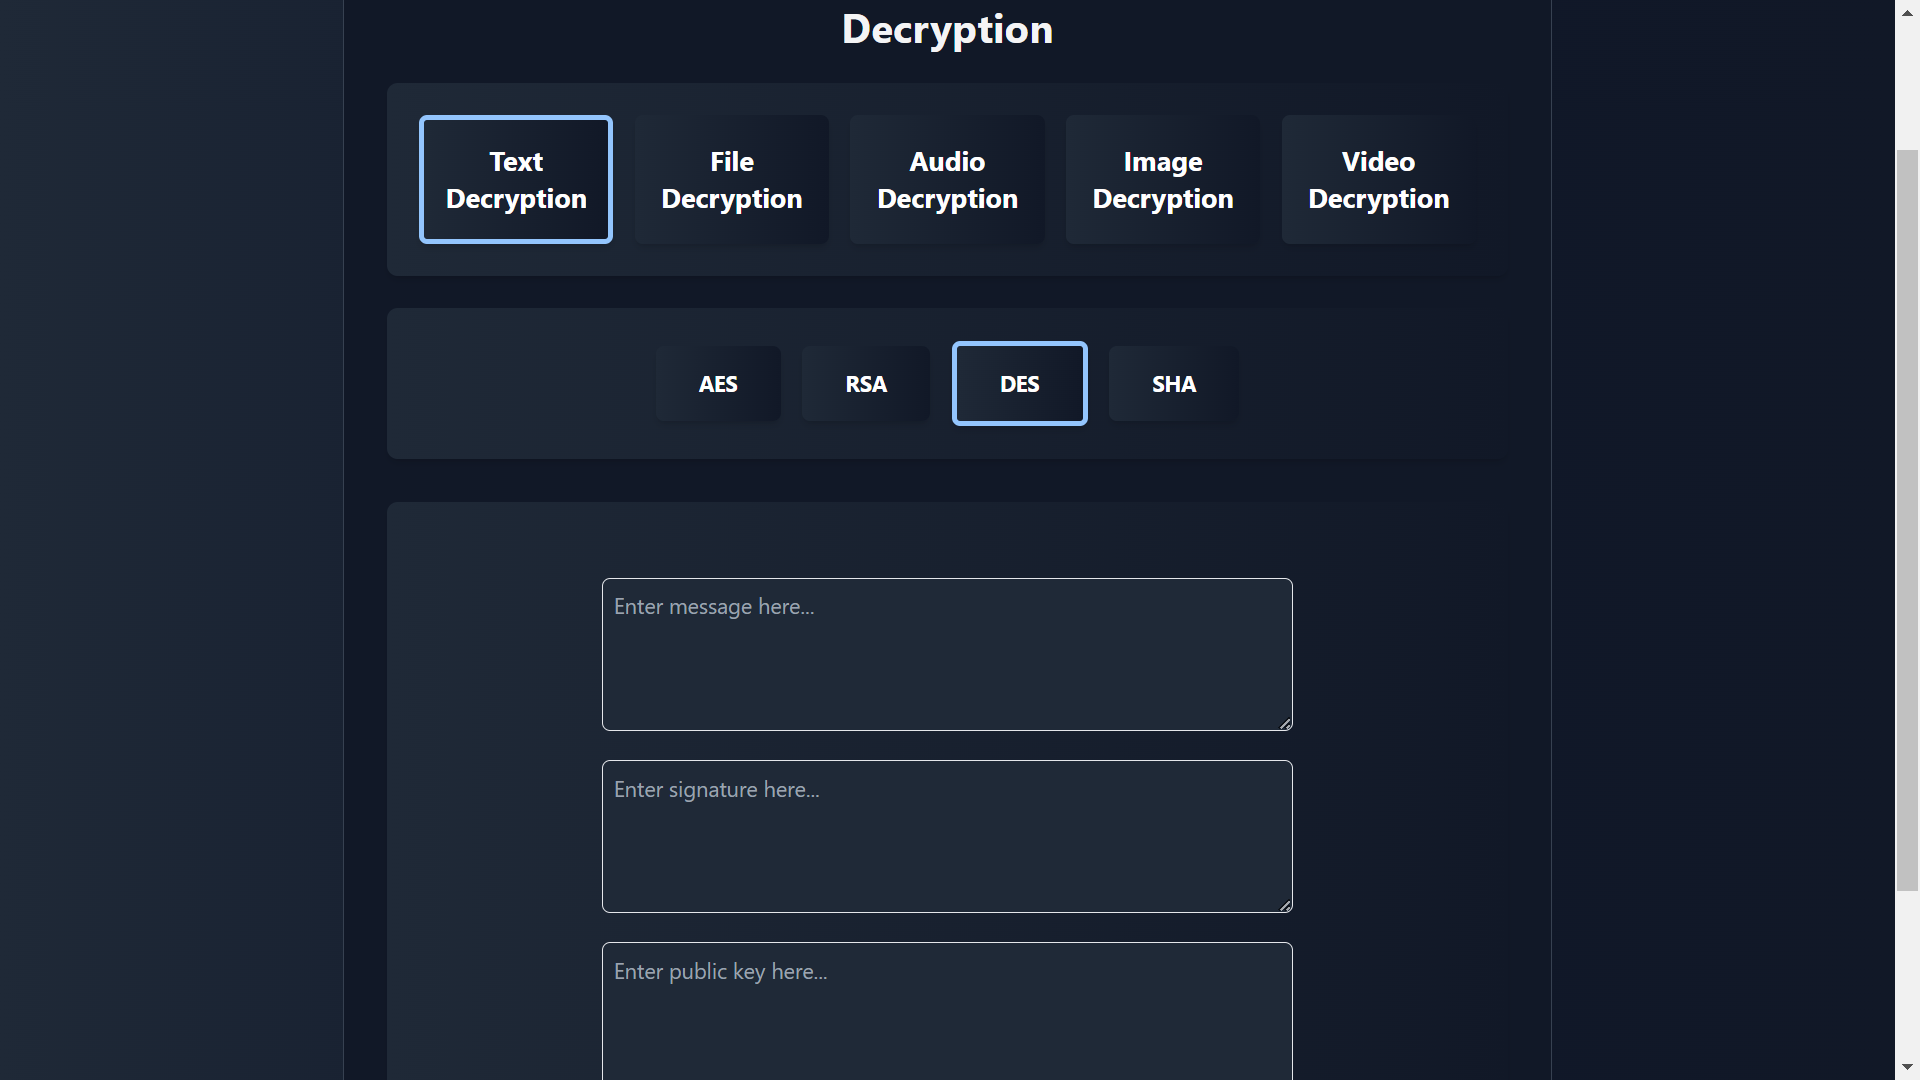 Decryption
Text
Decryption
File
Decryption
Audio
Decryption
Image
Decryption
Video
Decryption
AES
RSA
DES
SHA
Enter message here...
Enter signature here...
Enter public key here...